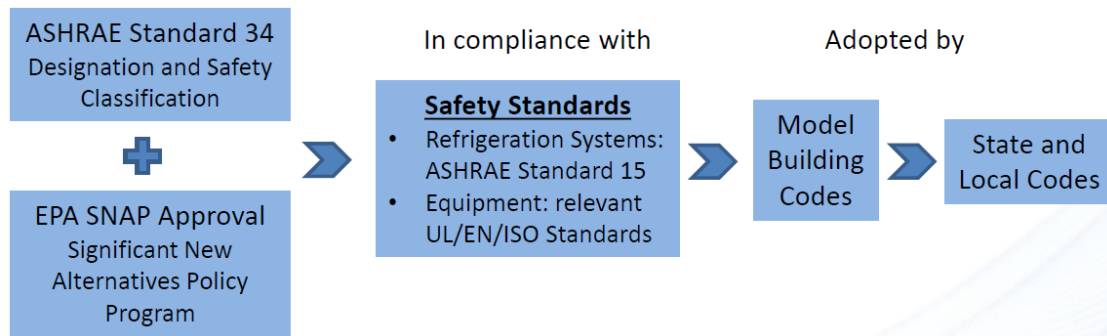 ASHRAE Standard 34
Designation and Safety
Classification
EPA SNAP Approval
Significant New
Alternatives Policy
Program
In compliance with
Safety Standards
• Refrigeration Systems:
ASHRAE Standard 15
• Equipment: relevant
UL/EN/ISO Standards
Adopted by
Model
Building
Codes
State and
Local Codes